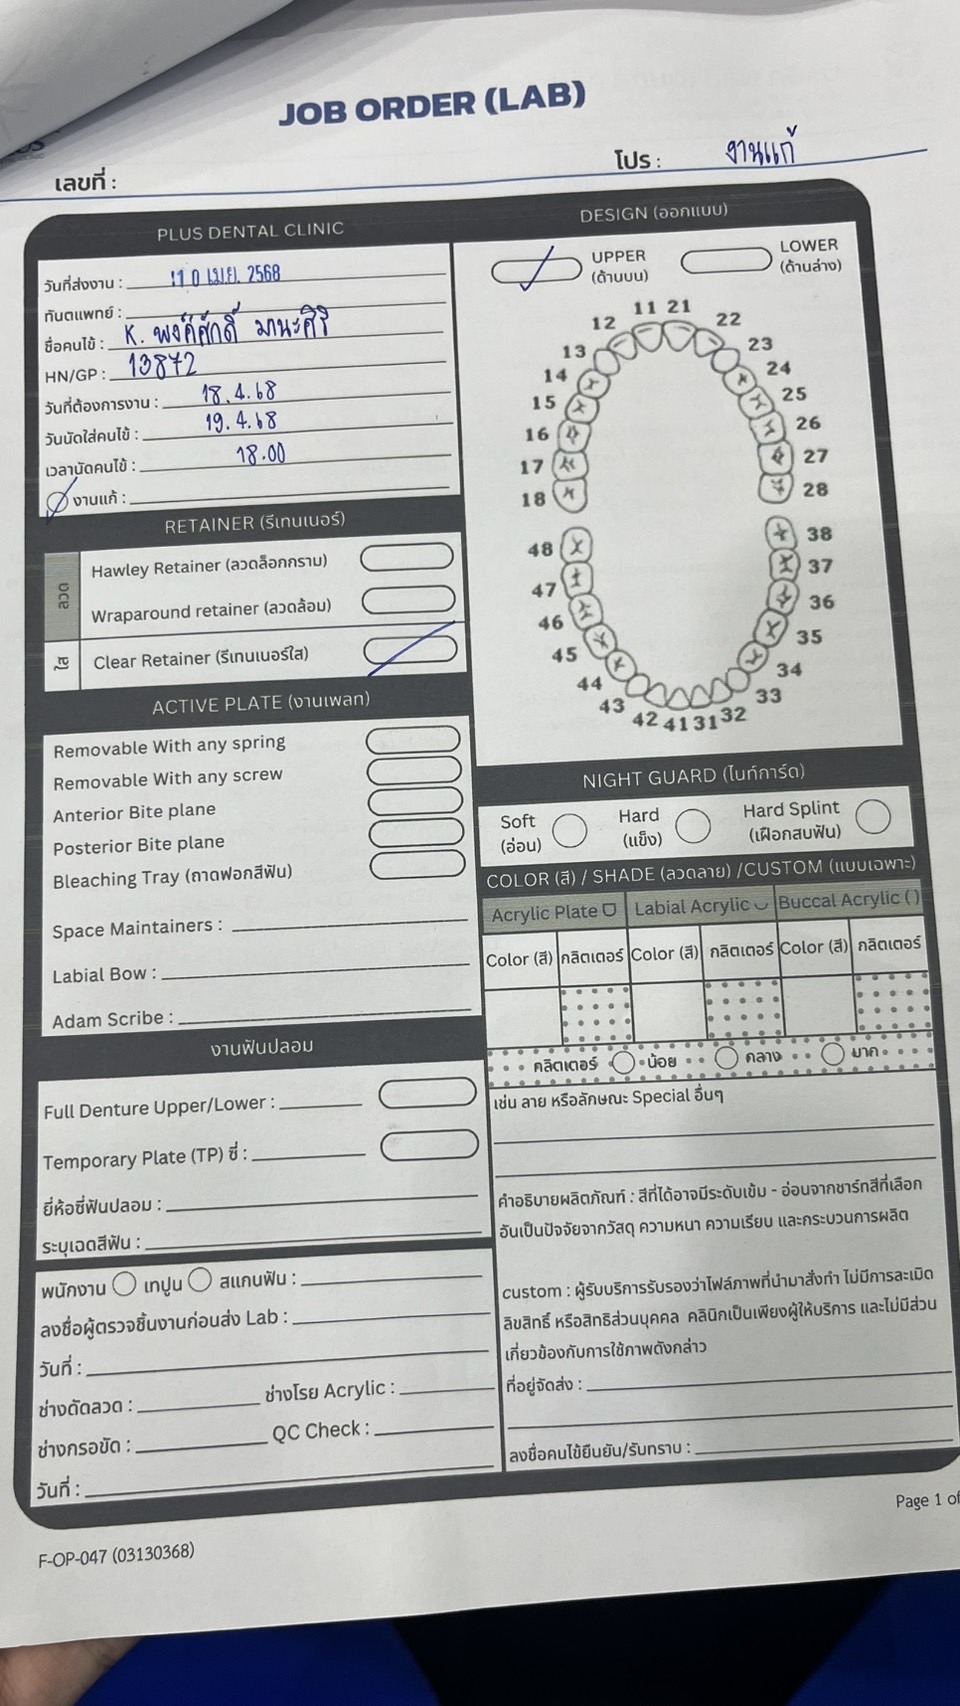 JOB ORDER (LAB)
เลขที่ :
โปร : งานแก้
PLUS DENTAL CLINIC
วันที่ส่งงาน : 10 เม.ย. 2568
ทันตแพทย์ :
ชื่อคนไข้ : K. พงศ์ศักดิ์ มานะศิริ
HN/GP : 13872
วันที่ต้องการงาน : 18.4.68
วันนัดใส่คนไข้ : 19.4.68
เวลานัดคนไข้ : 18.00
งานแก้ :
RETAINER (รีเทนเนอร์)
ลวด
Hawley Retainer (ลวดล็อกกราม)
Wraparound retainer (ลวดล้อม)
ใส
Clear Retainer (รีเทนเนอร์ใส)
ACTIVE PLATE (งานเพลท)
Removable With any spring
Removable With any screw
Anterior Bite plane
Posterior Bite plane
Bleaching Tray (ถาดฟอกสีฟัน)
Space Maintainers :
Labial Bow :
Adam Scribe :
งานฟันปลอม
Full Denture Upper/Lower :
Temporary Plate (TP) ซี่ :
ยี่ห้อซี่ฟันปลอม :
ระบุเฉดสีฟัน :
พนักงาน เทปูน สแกนฟัน :
ลงชื่อผู้ตรวจชิ้นงานก่อนส่ง Lab :
วันที่ :
ช่างดัดลวด : ช่างโรย Acrylic :
ช่างกรอขัด : QC Check :
วันที่ :
DESIGN (ออกแบบ)
UPPER (ด้านบน)
LOWER (ด้านล่าง)
11 21
12 22
13 23
14 24
15 25
16 26
17 27
18 28
48 38
47 37
46 36
45 35
44 34
43 33
42 41 31 32
NIGHT GUARD (ไนท์การ์ด)
Soft (อ่อน)
Hard (แข็ง)
Hard Splint (เฝือกสบฟัน)
COLOR (สี) / SHADE (ลวดลาย) /CUSTOM (แบบเฉพาะ)
Acrylic Plate Labial Acrylic Buccal Acrylic ( )
Color (สี) กลิตเตอร์ Color (สี) กลิตเตอร์ Color (สี) กลิตเตอร์
กลิตเตอร์ น้อย กลาง มาก
เช่น ลาย หรือลักษณะ Special อื่นๆ
คำอธิบายผลิตภัณฑ์ : สีที่ได้อาจมีระดับเข้ม - อ่อนจากชาร์ทสีที่เลือก
อันเป็นปัจจัยจากวัสดุ ความหนา ความเรียบ และกระบวนการผลิต
custom : ผู้รับบริการรับรองว่าไฟล์ภาพที่นำมาสั่งทำ ไม่มีการละเมิด
ลิขสิทธิ์ หรือสิทธิส่วนบุคคล คลินิกเป็นเพียงผู้ให้บริการ และไม่มีส่วน
เกี่ยวข้องกับการใช้ภาพดังกล่าว
ที่อยู่จัดส่ง :
ลงชื่อคนไข้ยืนยัน/รับทราบ :
Page 1 of
F-OP-047 (03130368)